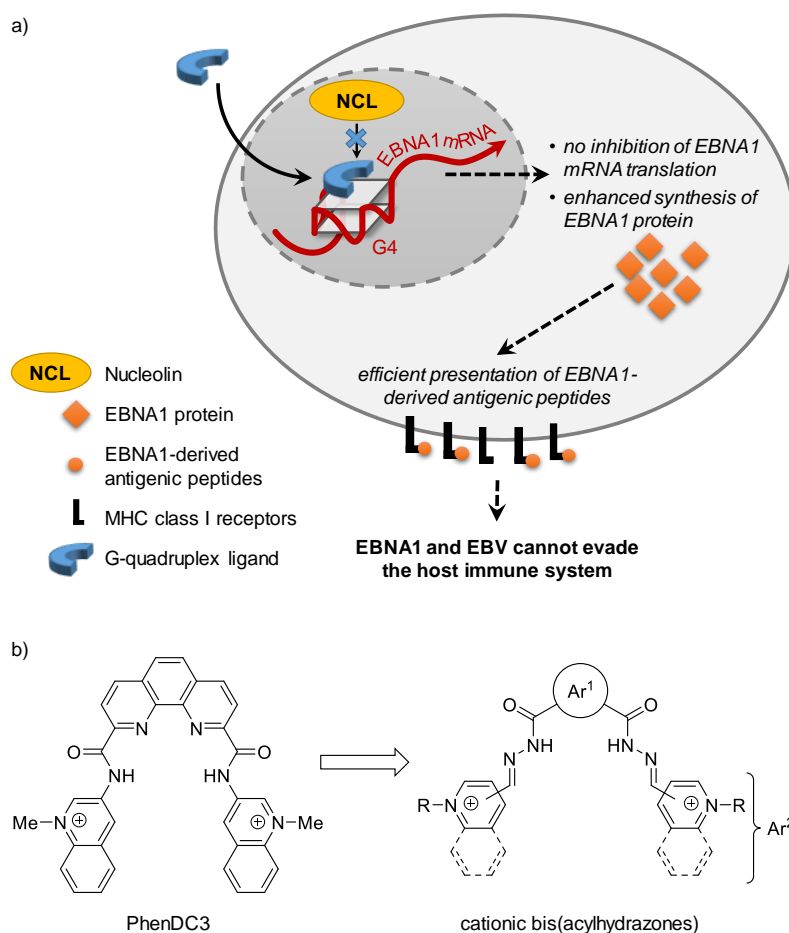 a)
NCL
EBNA1 mRNA
G4
• no inhibition of EBNA1
mRNA translation
• enhanced synthesis of
EBNA1 protein
efficient presentation of EBNA1-
derived antigenic peptides
NCL Nucleolin
EBNA1 protein
EBNA1-derived
antigenic peptides
MHC class I receptors
G-quadruplex ligand
EBNA1 and EBV cannot evade
the host immune system
b)
N N
O O
NH HN
Me N + + N Me
PhenDC3
Ar¹
O O
N NH HN N
R N + + N R
Ar²
cationic bis(acylhydrazones)